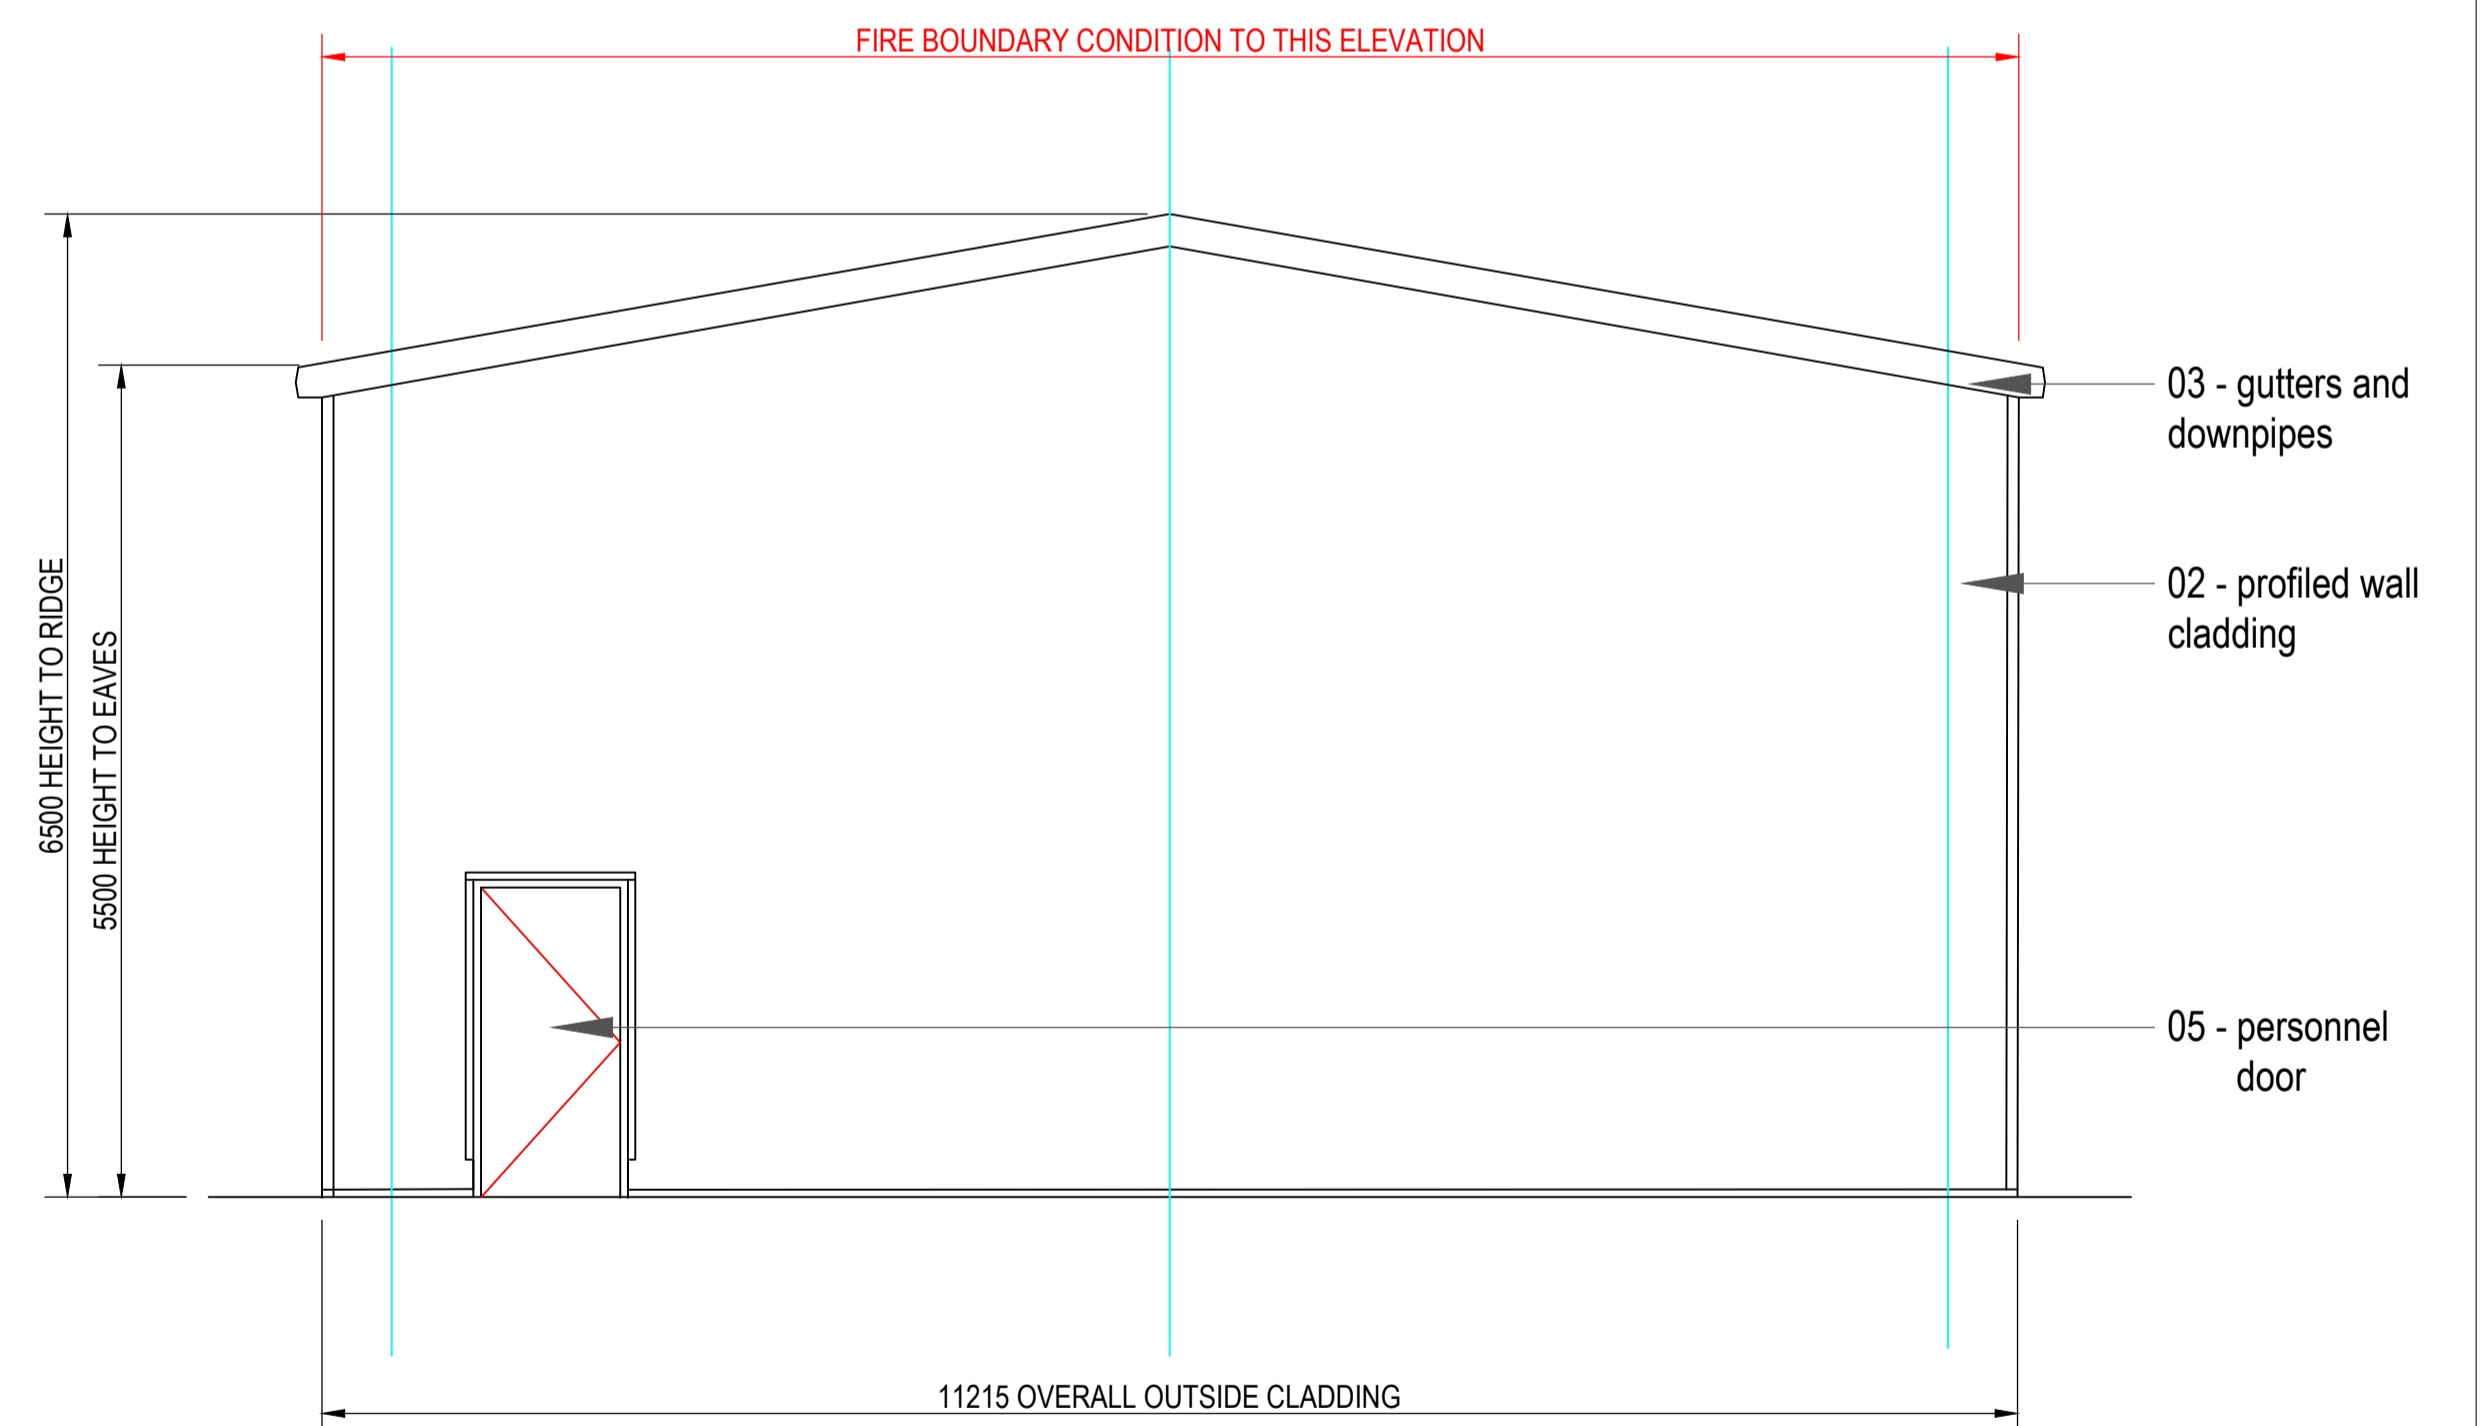 FIRE BOUNDARY CONDITION TO THIS ELEVATION
03 - gutters and
downpipes
02 - profiled wall
cladding
6500 HEIGHT TO RIDGE
5500 HEIGHT TO EAVES
05 - personnel
door
11215 OVERALL OUTSIDE CLADDING